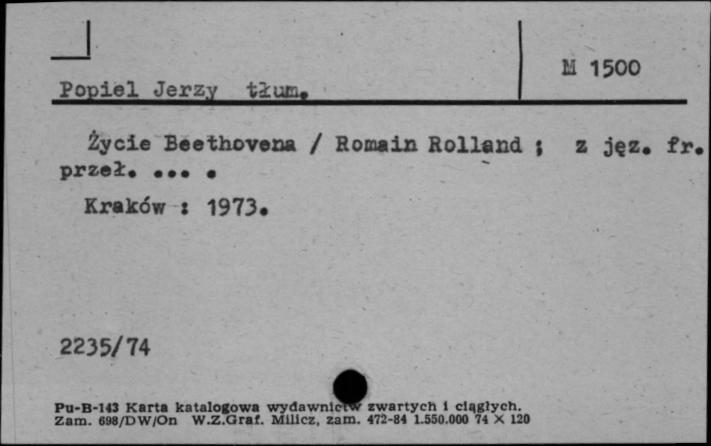 M 1500
Popiel Jerzy tłum.
Życie Beethovena / Romain Rolland ; z jęz. fr.
przeł. ... .
Kraków : 1973.
2235/74
Pu-B-143 Karta katalogowa wydawnictw zwartych i ciągłych.
Zam. 698/DW/On W.Z.Graf. Milicz, zam. 472-84 1.550.000 74 X 120